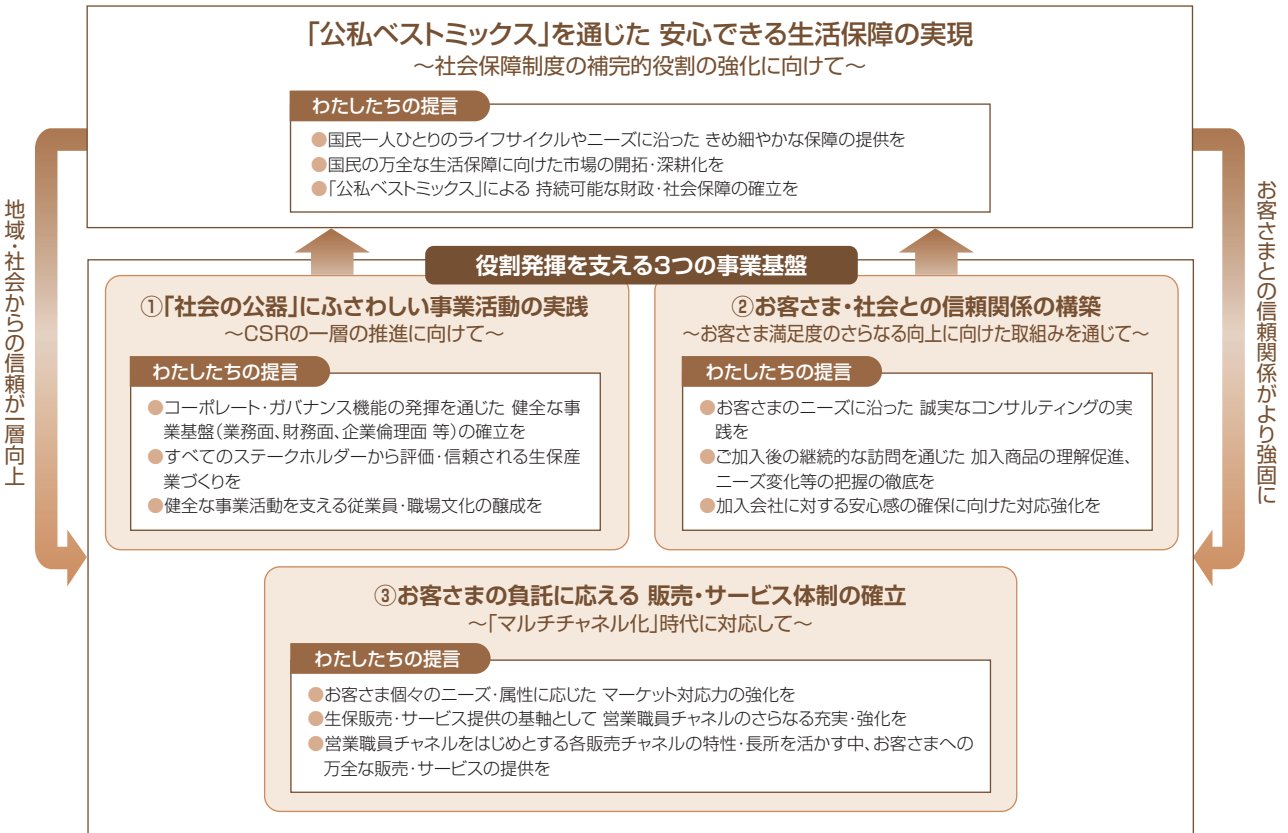 「公私ベストミックス」を通じた 安心できる生活保障の実現
～社会保障制度の補完的役割の強化に向けて～
わたしたちの提言
●国民一人ひとりのライフサイクルやニーズに沿った きめ細やかな保障の提供を
●国民の万全な生活保障に向けた市場の開拓・深耕化を
●「公私ベストミックス」による 持続可能な財政・社会保障の確立を
地域・社会からの信頼が一層向上
お客さまとの信頼関係がより強固に
役割発揮を支える3つの事業基盤
①「社会の公器」にふさわしい事業活動の実践
～CSRの一層の推進に向けて～
わたしたちの提言
●コーポレート・ガバナンス機能の発揮を通じた 健全な事
業基盤（業務面、財務面、企業倫理面 等）の確立を
●すべてのステークホルダーから評価・信頼される生保産
業づくりを
●健全な事業活動を支える従業員・職場文化の醸成を
②お客さま・社会との信頼関係の構築
～お客さま満足度のさらなる向上に向けた取組みを通じて～
わたしたちの提言
●お客さまのニーズに沿った 誠実なコンサルティングの実
践を
●ご加入後の継続的な訪問を通じた 加入商品の理解促進、
ニーズ変化等の把握の徹底を
●加入会社に対する安心感の確保に向けた対応強化を
③お客さまの負託に応える 販売・サービス体制の確立
～「マルチチャネル化」時代に対応して～
わたしたちの提言
●お客さま個々のニーズ・属性に応じた マーケット対応力の強化を
●生保販売・サービス提供の基軸として 営業職員チャネルのさらなる充実・強化を
●営業職員チャネルをはじめとする各販売チャネルの特性・長所を活かす中、お客さまへの
万全な販売・サービスの提供を